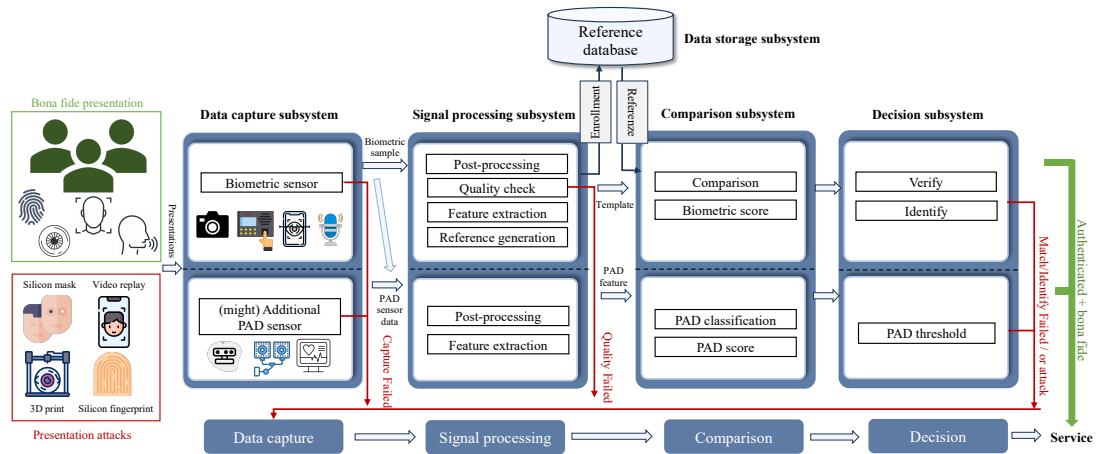 Reference
database
Data storage subsystem
Bona fide presentation
Data capture subsystem
Signal processing subsystem
Enrollment
Referenze
Comparison subsystem
Decision subsystem
Biometric
sample
Biometric sensor
Post-processing
Quality check
Feature extraction
Reference generation
Template
Comparison
Biometric score
Verify
Identify
Presentations
Silicon mask
Video replay
3D print
Silicon fingerprint
Presentation attacks
(might) Additional
PAD sensor
PAD
sensor
data
Capture Failed
Post-processing
Feature extraction
PAD
feature
Quality Failed
PAD classification
PAD score
PAD threshold
Match/Identify Failed / or attack
Authenticated + bona fide
Data capture
Signal processing
Comparison
Decision
Service